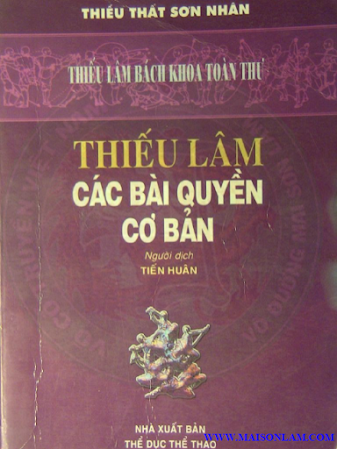 THIẾU THẤT SƠN NHÂN
THIẾU LÂM BÁCH KHOA TOÀN THƯ
THIẾU LÂM
CÁC BÀI QUYỀN
CƠ BẢN
Người dịch
TIẾN HUÂN
NHÀ XUẤT BẢN
THỂ DỤC THỂ THAO
WWW.MAISONLAM.COM